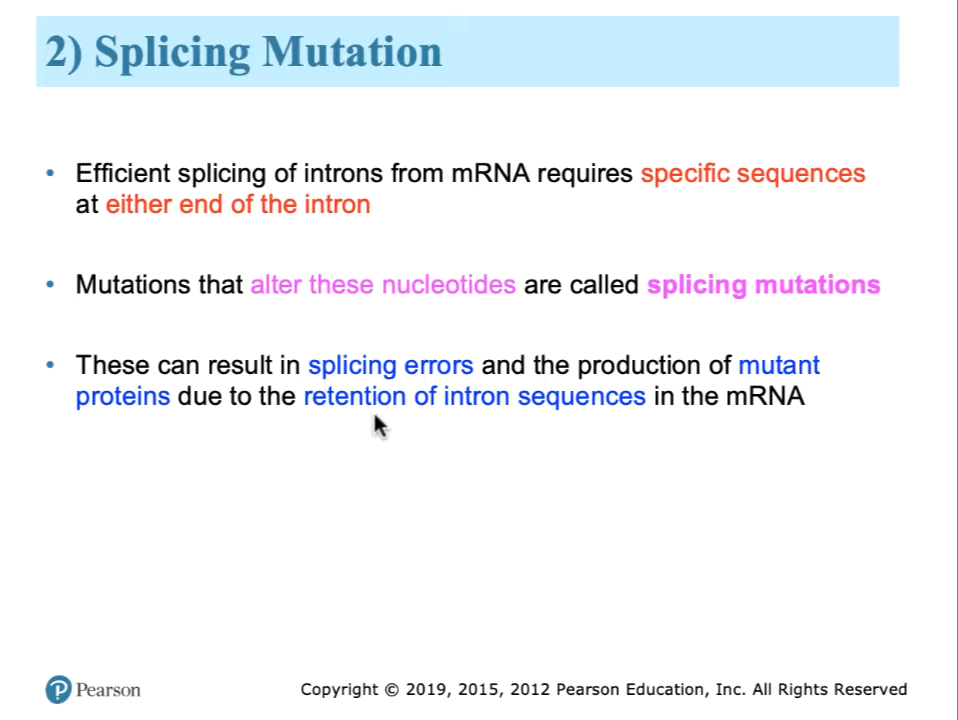 2) Splicing Mutation
• Efficient splicing of introns from mRNA requires specific sequences
at either end of the intron
• Mutations that alter these nucleotides are called splicing mutations
• These can result in splicing errors and the production of mutant
proteins due to the retention of intron sequences in the mRNA
P Pearson
Copyright © 2019, 2015, 2012 Pearson Education, Inc. All Rights Reserved